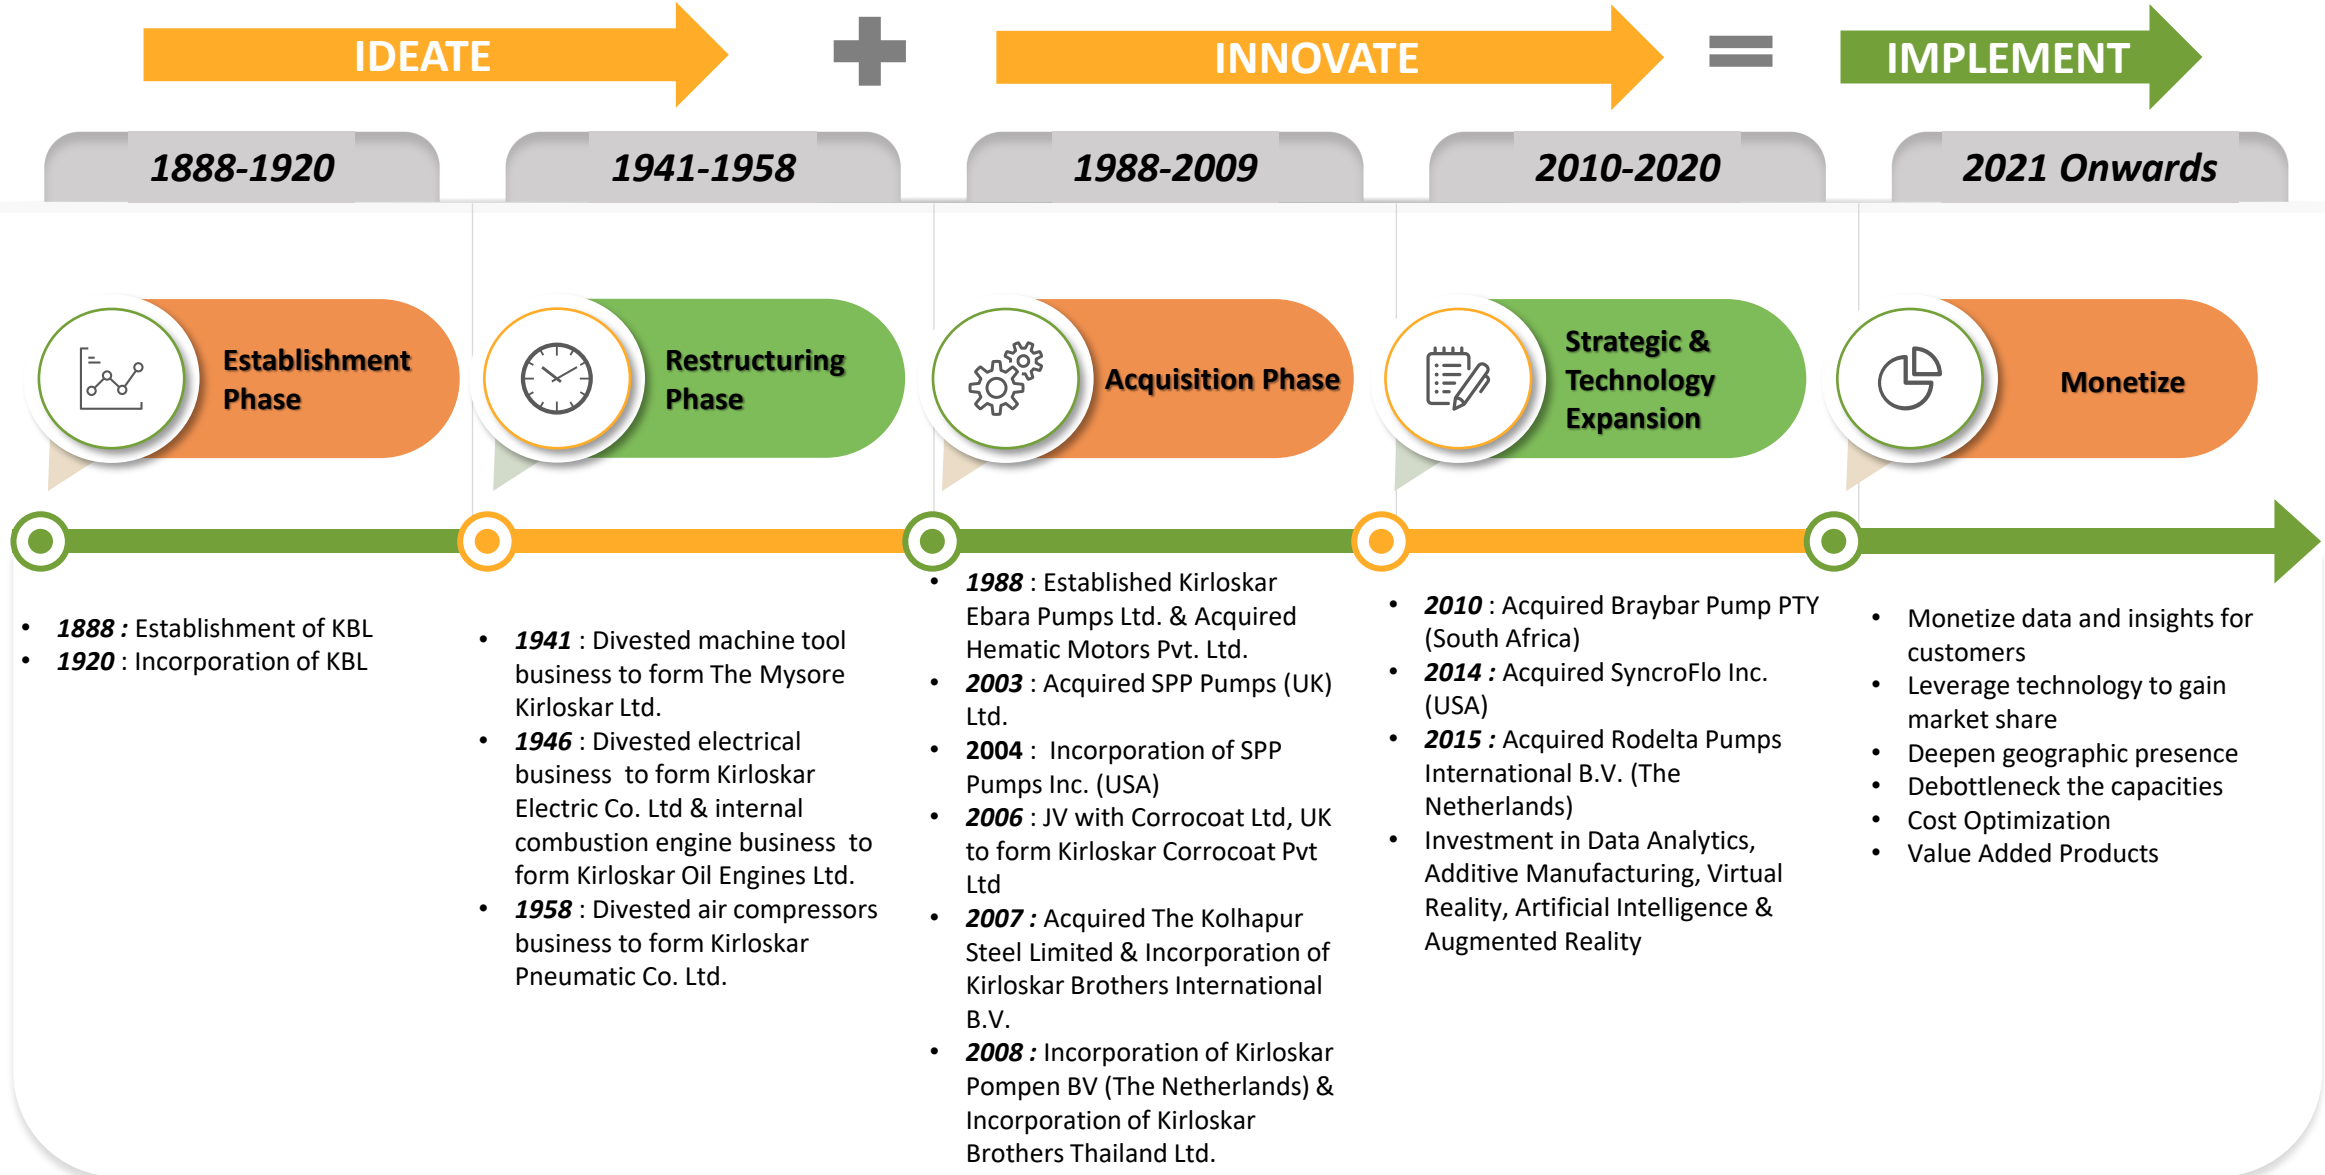 IDEATE
INNOVATE
IMPLEMENT
1888-1920
1941-1958
1988-2009
2010-2020
2021 Onwards
Establishment
Phase
Restructuring
Phase
Acquisition Phase
Strategic &
Technology
Expansion
Monetize
• 1888 : Establishment of KBL
• 1920 : Incorporation of KBL
• 1941 : Divested machine tool
business to form The Mysore
Kirloskar Ltd.
• 1946 : Divested electrical
business to form Kirloskar
Electric Co. Ltd & internal
combustion engine business to
form Kirloskar Oil Engines Ltd.
• 1958 : Divested air compressors
business to form Kirloskar
Pneumatic Co. Ltd.
• 1988 : Established Kirloskar
Ebara Pumps Ltd. & Acquired
Hematic Motors Pvt. Ltd.
• 2003 : Acquired SPP Pumps (UK)
Ltd.
• 2004 : Incorporation of SPP
Pumps Inc. (USA)
• 2006 : JV with Corrocoat Ltd, UK
to form Kirloskar Corrocoat Pvt
Ltd
• 2007 : Acquired The Kolhapur
Steel Limited & Incorporation of
Kirloskar Brothers International
B.V.
• 2008 : Incorporation of Kirloskar
Pompen BV (The Netherlands) &
Incorporation of Kirloskar
Brothers Thailand Ltd.
• 2010 : Acquired Braybar Pump PTY
(South Africa)
• 2014 : Acquired SyncroFlo Inc.
(USA)
• 2015 : Acquired Rodelta Pumps
International B.V. (The
Netherlands)
• Investment in Data Analytics,
Additive Manufacturing, Virtual
Reality, Artificial Intelligence &
Augmented Reality
• Monetize data and insights for
customers
• Leverage technology to gain
market share
• Deepen geographic presence
• Debottleneck the capacities
• Cost Optimization
• Value Added Products